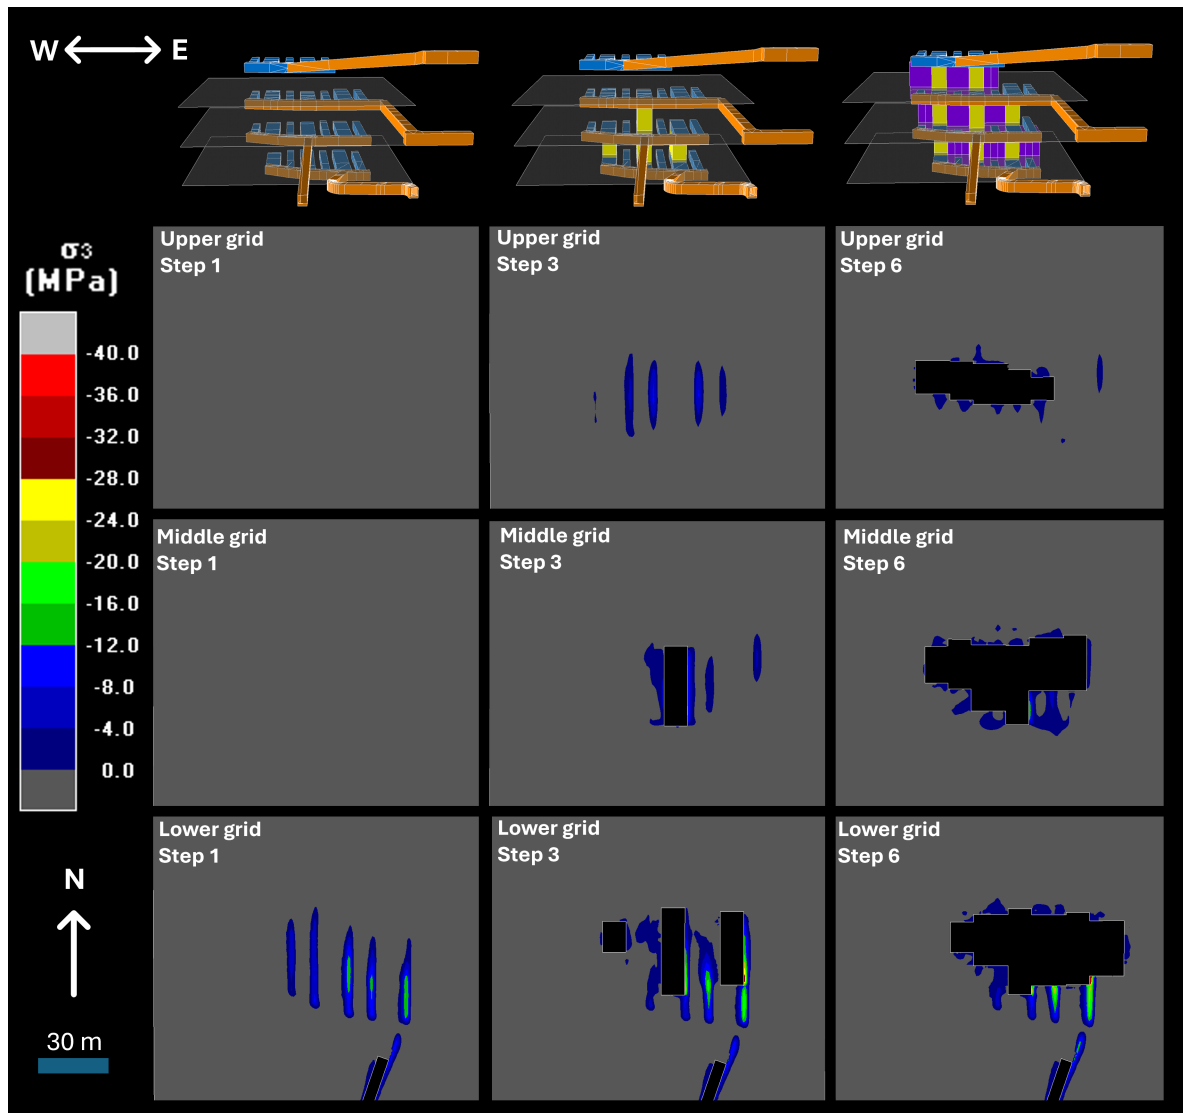 W E
σ3
(MPa)
-40.0
-36.0
-32.0
-28.0
-24.0
-20.0
-16.0
-12.0
-8.0
-4.0
0.0
N
30 m
Upper grid
Step 1
Upper grid
Step 3
Upper grid
Step 6
Middle grid
Step 1
Middle grid
Step 3
Middle grid
Step 6
Lower grid
Step 1
Lower grid
Step 3
Lower grid
Step 6